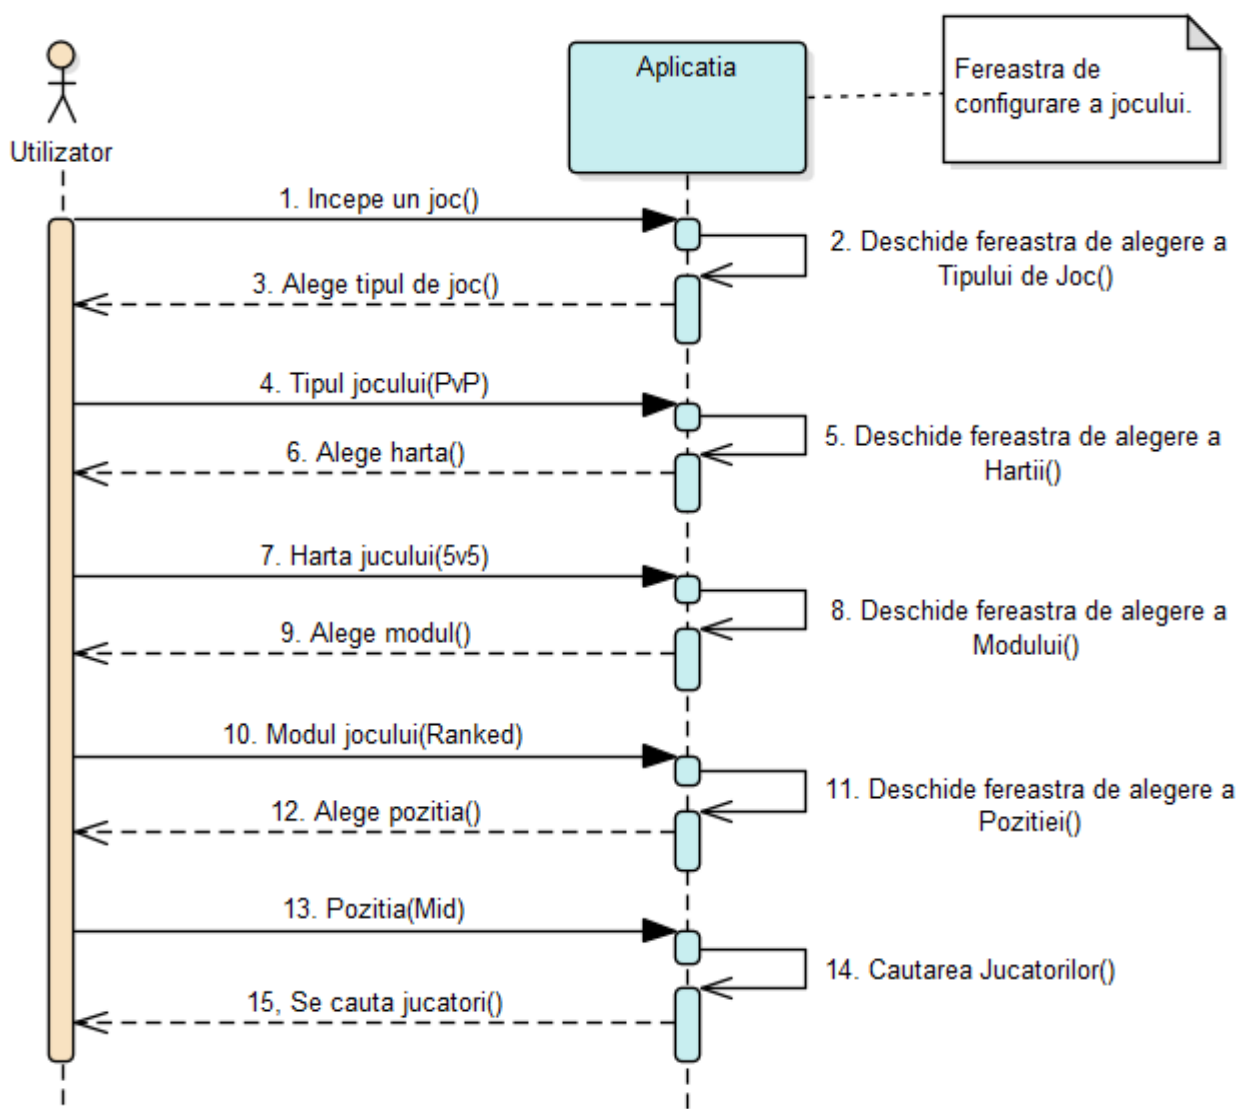 Utilizator
Aplicatia
Fereastra de
configurare a jocului.
1. Incepe un joc()
2. Deschide fereastra de alegere a
Tipului de Joc()
3. Alege tipul de joc()
4. Tipul jocului(PvP)
5. Deschide fereastra de alegere a
Hartii()
6. Alege harta()
7. Harta jucului(5v5)
8. Deschide fereastra de alegere a
Modului()
9. Alege modul()
10. Modul jocului(Ranked)
11. Deschide fereastra de alegere a
Pozitiei()
12. Alege pozitia()
13. Pozitia(Mid)
14. Cautarea Jucatorilor()
15, Se cauta jucatori()